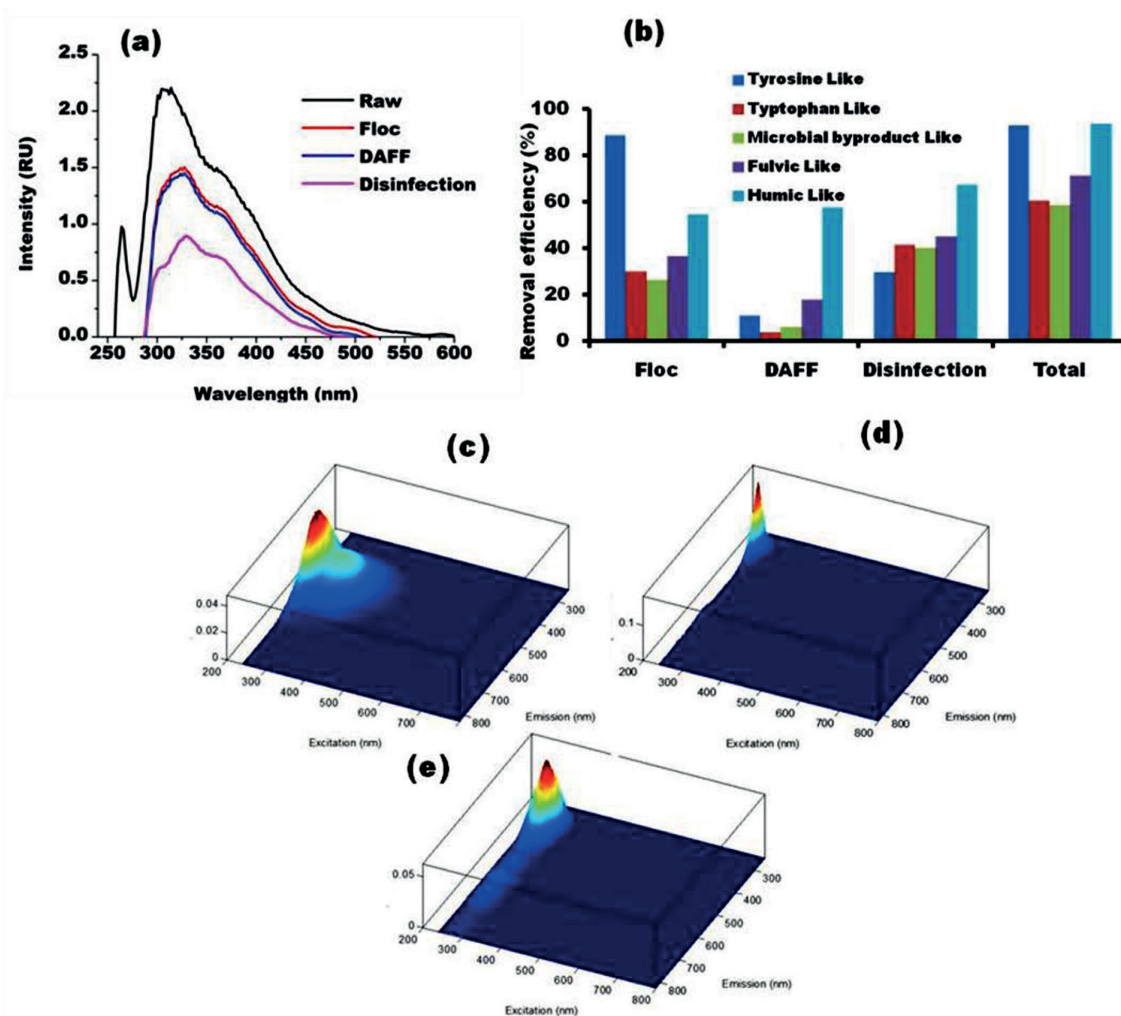 (a)
2.5
2.0
1.5
1.0
0.5
0.0
Intensity (RU)
250 300 350 400 450 500 550 600
Wavelength (nm)
Raw
Floc
DAFF
Disinfection
(b)
Tyrosine Like
Typtophan Like
Microbial byproduct Like
Fulvic Like
Humic Like
100
80
60
40
20
0
Removal efficiency (%)
Floc DAFF Disinfection Total
(c)
0.04
0.02
0
200 300 400 500 600 700 800
300
400
500
600
700
Excitation (nm)
Emission (nm)
(d)
0.1
0
200 300 400 500 600 700 800
300
400
500
600
700
800
Excitation (nm)
Emission (nm)
(e)
0.05
0
200 300 400 500 600 700 800
300
400
500
600
700
800
Excitation (nm)
Emission (nm)